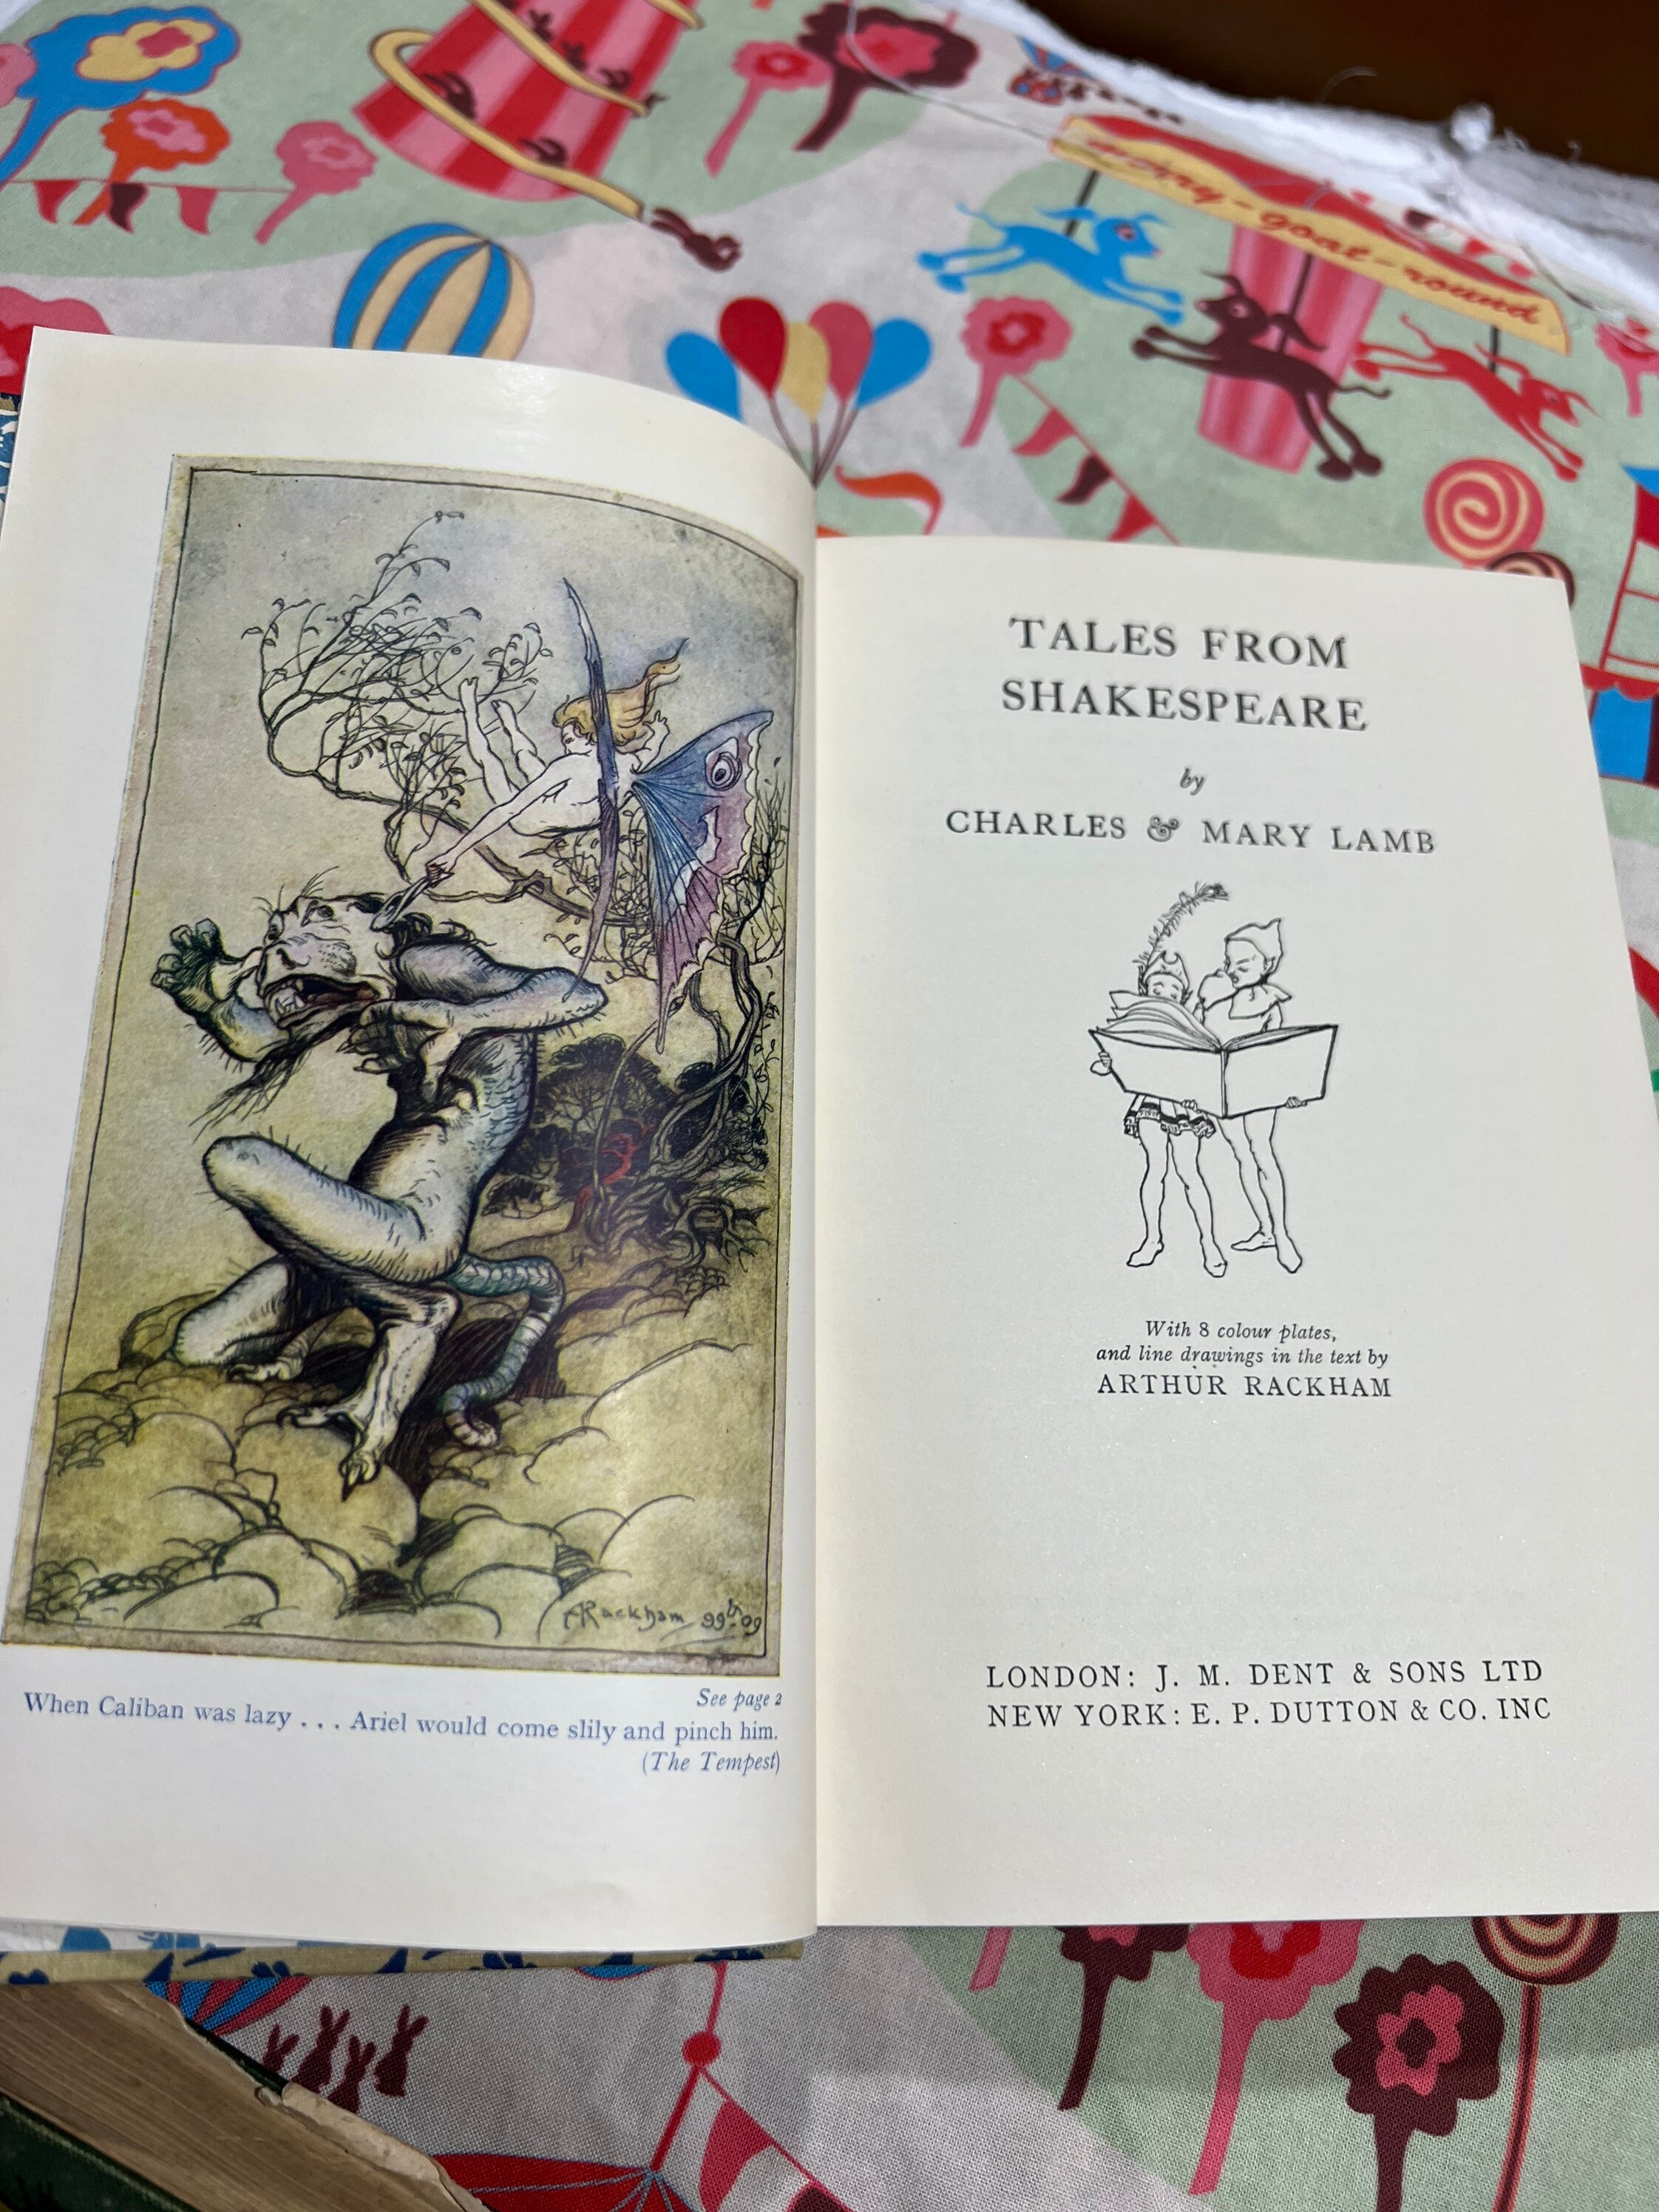 merry-goat-round
ARackham 99-09
See page 2
When Caliban was lazy . . . Ariel would come slily and pinch him.
(The Tempest)
TALES FROM
SHAKESPEARE
by
CHARLES & MARY LAMB
With 8 colour plates,
and line drawings in the text by
ARTHUR RACKHAM
LONDON: J. M. DENT & SONS LTD
NEW YORK: E. P. DUTTON & CO. INC